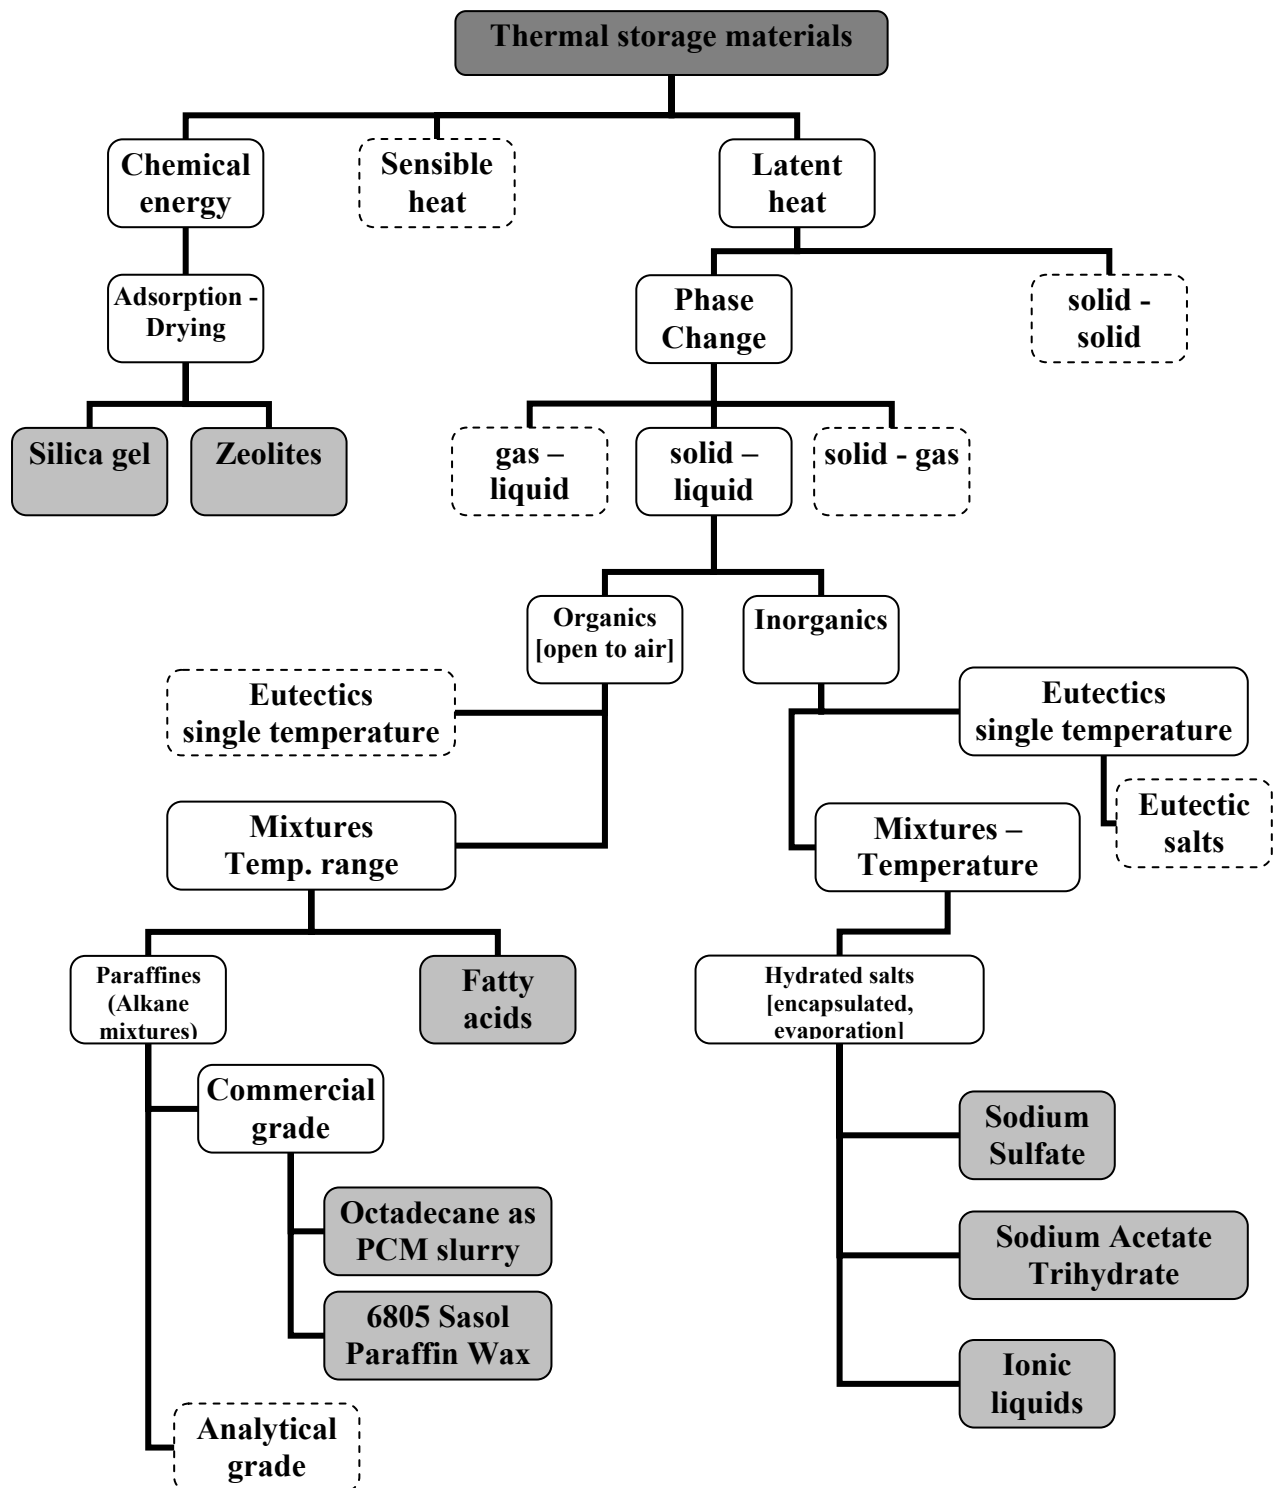 Thermal storage materials
Chemical
energy
Sensible
heat
Latent
heat
Adsorption -
Drying
Phase
Change
solid -
solid
Silica gel
Zeolites
gas –
liquid
solid –
liquid
solid - gas
Organics
[open to air]
Inorganics
Eutectics
single temperature
Eutectics
single temperature
Eutectic
salts
Mixtures
Temp. range
Mixtures –
Temperature
Paraffines
(Alkane
mixtures)
Fatty
acids
Hydrated salts
[encapsulated,
evaporation]
Commercial
grade
Sodium
Sulfate
Octadecane as
PCM slurry
Sodium Acetate
Trihydrate
6805 Sasol
Paraffin Wax
Ionic
liquids
Analytical
grade